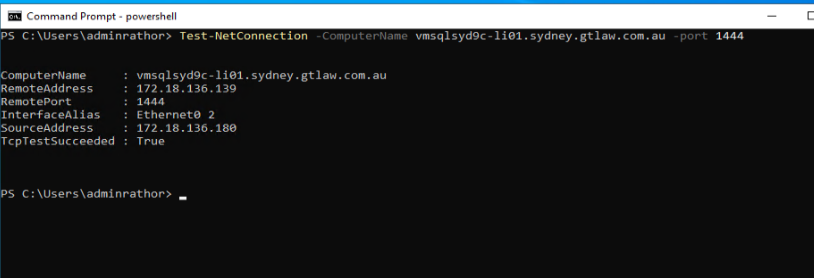 Command Prompt - powershell
PS C:\Users\adminrathor> Test-NetConnection -ComputerName vmsqlsyd9c-li01.sydney.gtlaw.com.au -port 1444
ComputerName     : vmsqlsyd9c-li01.sydney.gtlaw.com.au
RemoteAddress    : 172.18.136.139
RemotePort       : 1444
InterfaceAlias   : Ethernet0 2
SourceAddress    : 172.18.136.180
TcpTestSucceeded : True
PS C:\Users\adminrathor>